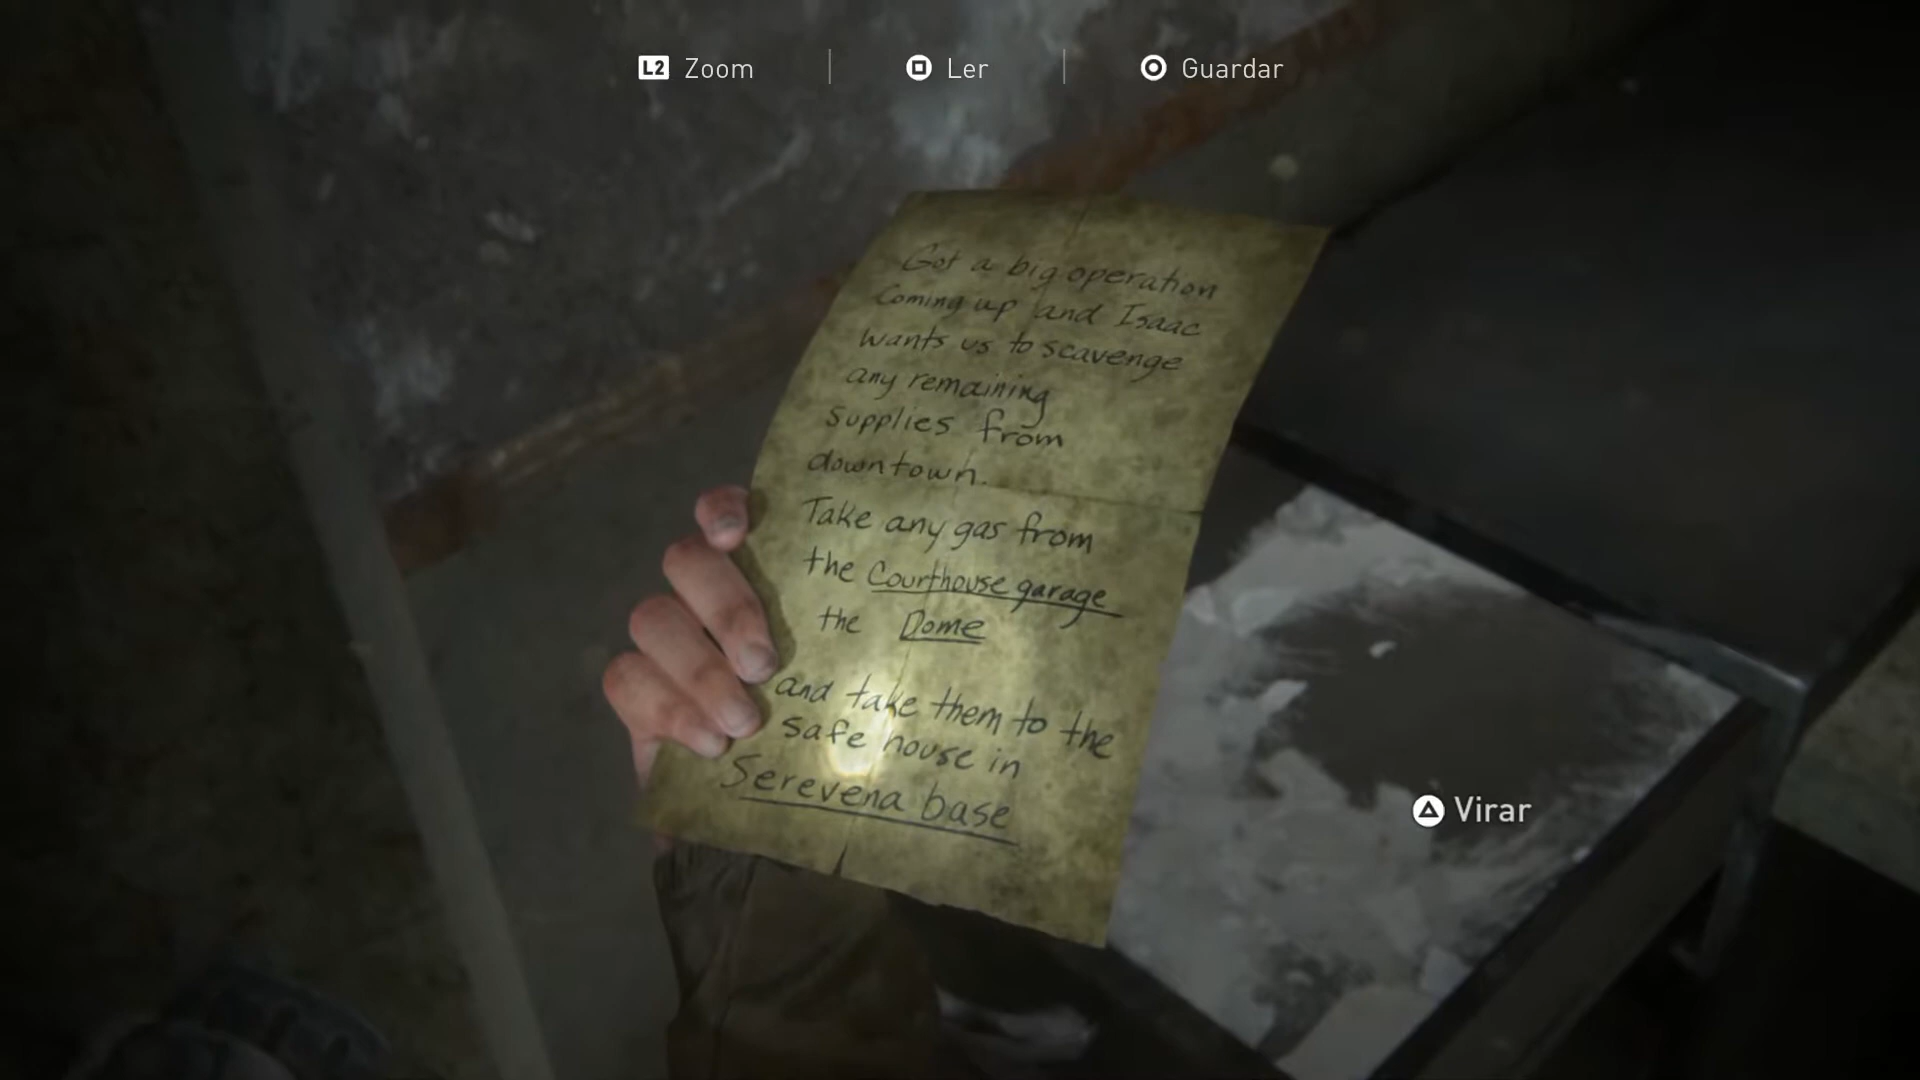 L2 Zoom
Ler
Guardar
Got a big operation
Coming up and Isaac
wants us to scavenge
any remaining
supplies from
downtown.
Take any gas from
the Courthouse garage
the Dome
and take them to the
safe house in
Serevena base
Virar